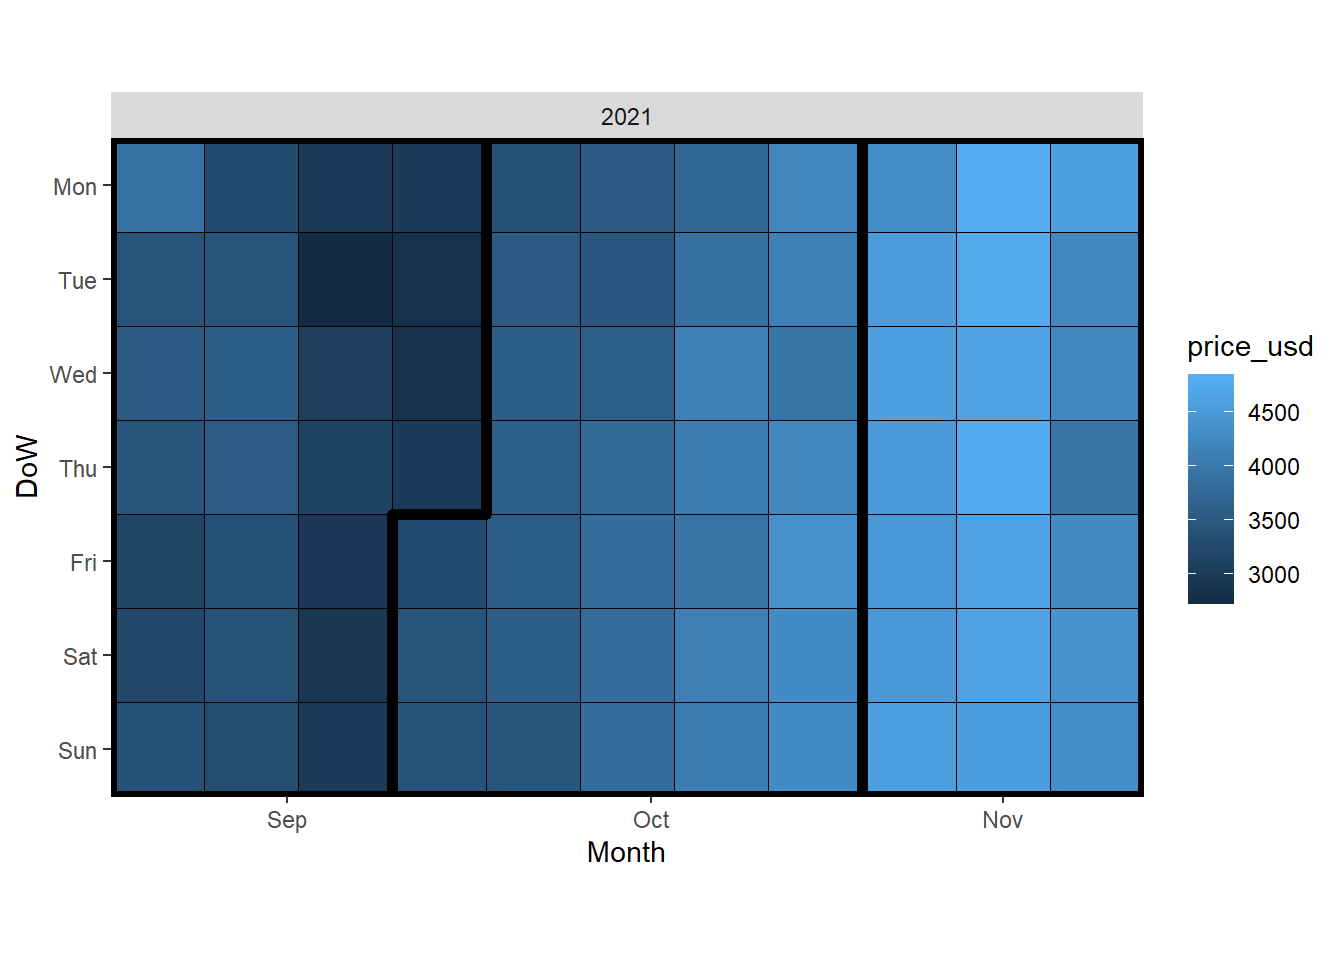 2021
Mon
Tue
Wed
Thu
Fri
Sat
Sun
DoW
Sep Oct Nov
Month
price_usd
4500
4000
3500
3000